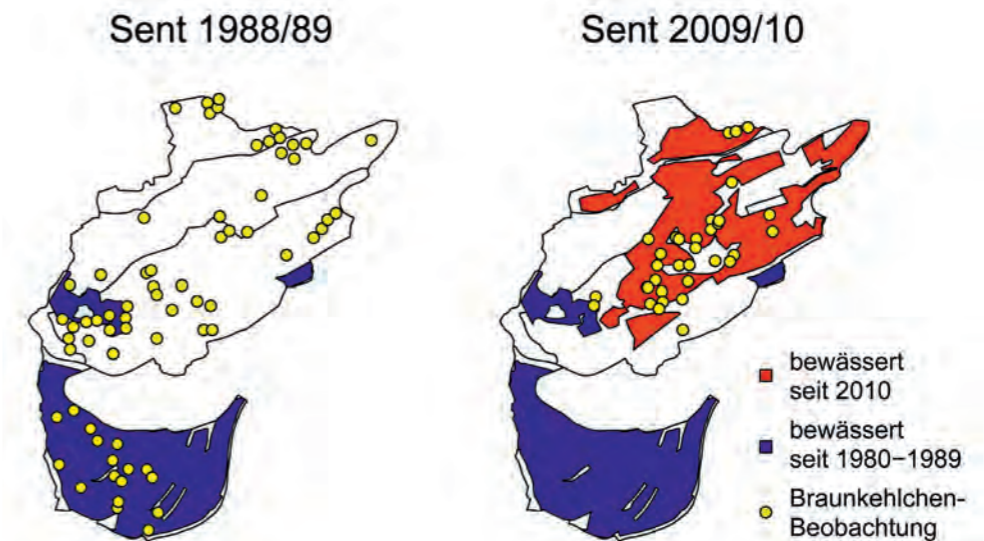 Sent 1988/89
Sent 2009/10
bewässert
seit 2010
bewässert
seit 1980–1989
Braunkehlchen-
Beobachtung